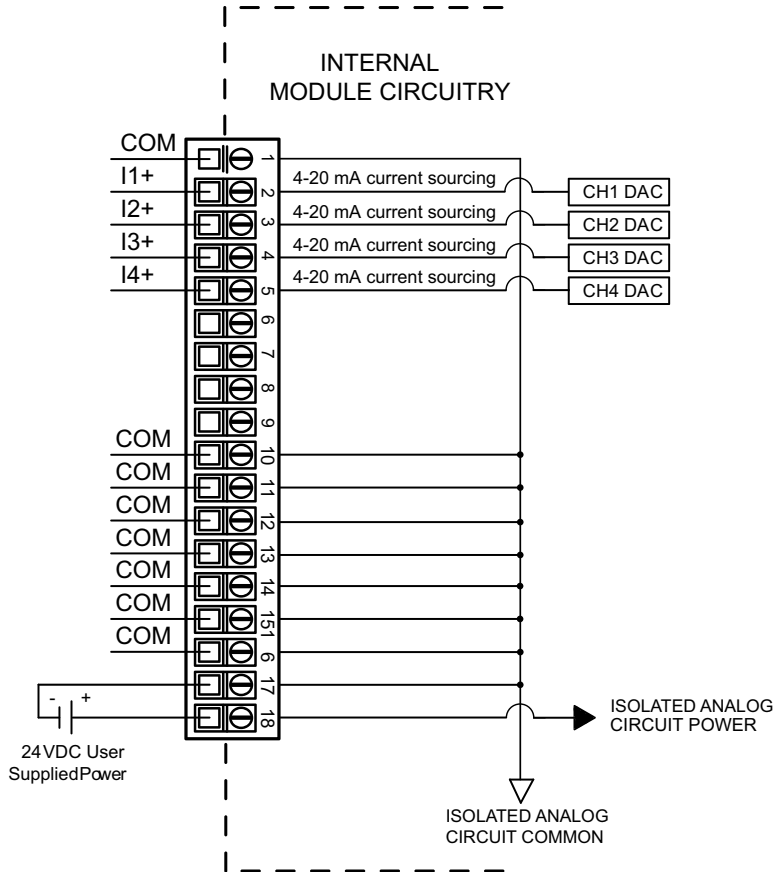 INTERNAL
MODULE CIRCUITRY
COM
1
I1+
2
4-20 mA current sourcing
CH1 DAC
I2+
3
4-20 mA current sourcing
CH2 DAC
I3+
4
4-20 mA current sourcing
CH3 DAC
I4+
5
4-20 mA current sourcing
CH4 DAC
6
7
8
9
COM
10
COM
11
COM
12
COM
13
COM
14
COM
151
COM
6
17
- +
18
24VDC User
SuppliedPower
ISOLATED ANALOG
CIRCUIT POWER
ISOLATED ANALOG
CIRCUIT COMMON